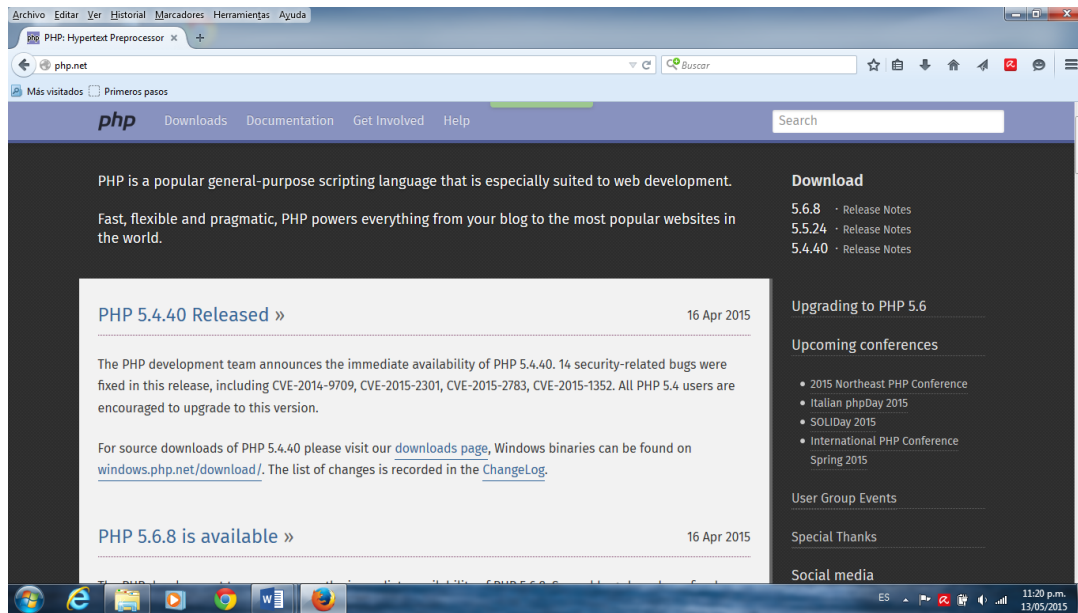 Archivo Editar Ver Historial Marcadores Herramientas Ayuda
php PHP: Hypertext Preprocessor × +
php.net
Buscar
Más visitados Primeros pasos
php Downloads Documentation Get Involved Help
Search
PHP is a popular general-purpose scripting language that is especially suited to web development.
Fast, flexible and pragmatic, PHP powers everything from your blog to the most popular websites in
the world.
Download
5.6.8 · Release Notes
5.5.24 · Release Notes
5.4.40 · Release Notes
PHP 5.4.40 Released »
16 Apr 2015
The PHP development team announces the immediate availability of PHP 5.4.40. 14 security-related bugs were
fixed in this release, including CVE-2014-9709, CVE-2015-2301, CVE-2015-2783, CVE-2015-1352. All PHP 5.4 users are
encouraged to upgrade to this version.
For source downloads of PHP 5.4.40 please visit our downloads page, Windows binaries can be found on
windows.php.net/download/. The list of changes is recorded in the ChangeLog.
PHP 5.6.8 is available »
16 Apr 2015
Upgrading to PHP 5.6
Upcoming conferences
• 2015 Northeast PHP Conference
• Italian phpDay 2015
• SOLIDay 2015
• International PHP Conference
Spring 2015
User Group Events
Special Thanks
Social media
ES
11:20 p.m.
13/05/2015